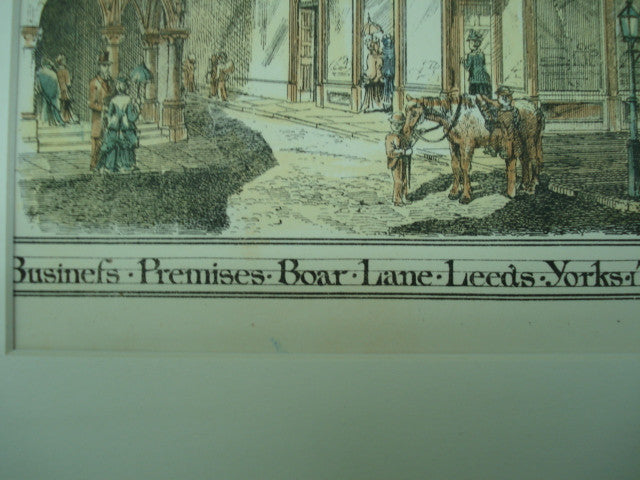 Businefs · Premises · Boar · Lane · Leeds · Yorks ·